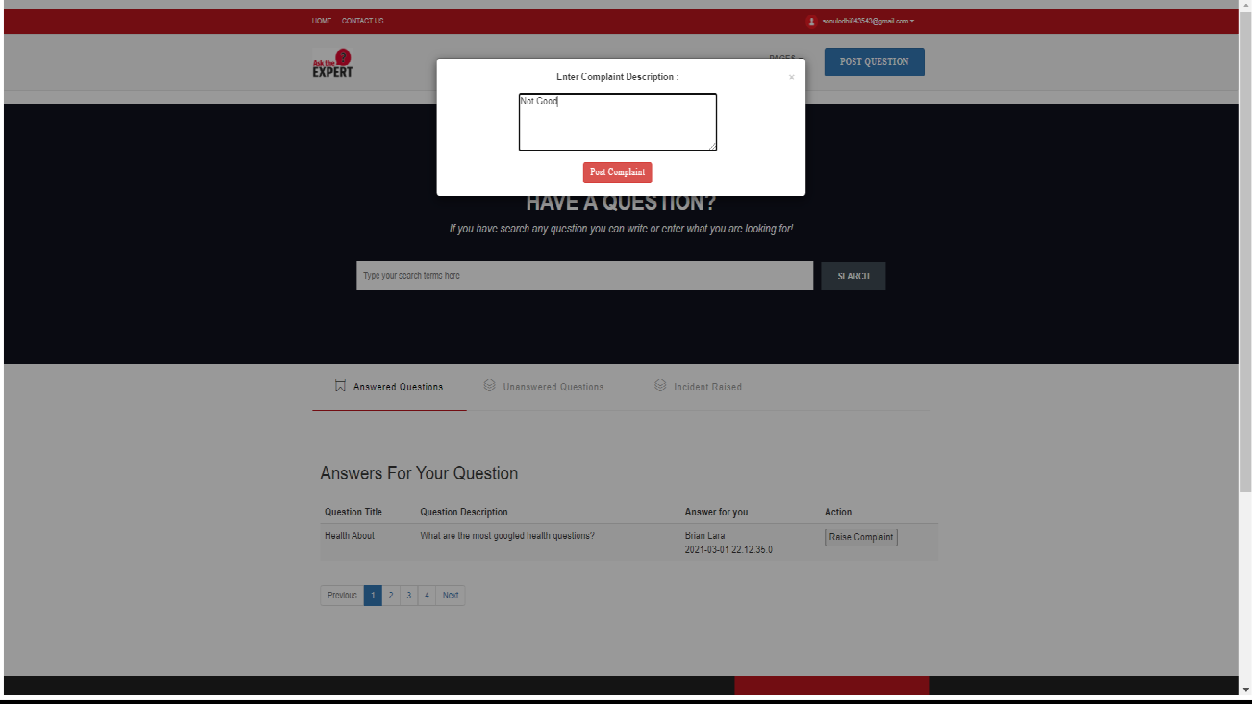 HOME CONTACT US
Ask the
EXPERT
PAGES
POST QUESTION
Enter Complaint Description :
×
Not Good
Post Complaint
HAVE A QUESTION?
If you have search any question you can write or enter what you are looking for!
Type your search terms here
SEARCH
Answered Questions Unanswered Questions Incident Raised
Answers For Your Question
Question Title Question Description Answer for you Action
Health About What are the most googled health questions? Brian Lara Raise Compaint
2021-03-01 22:12:35.0
Previous 1 2 3 4 Next